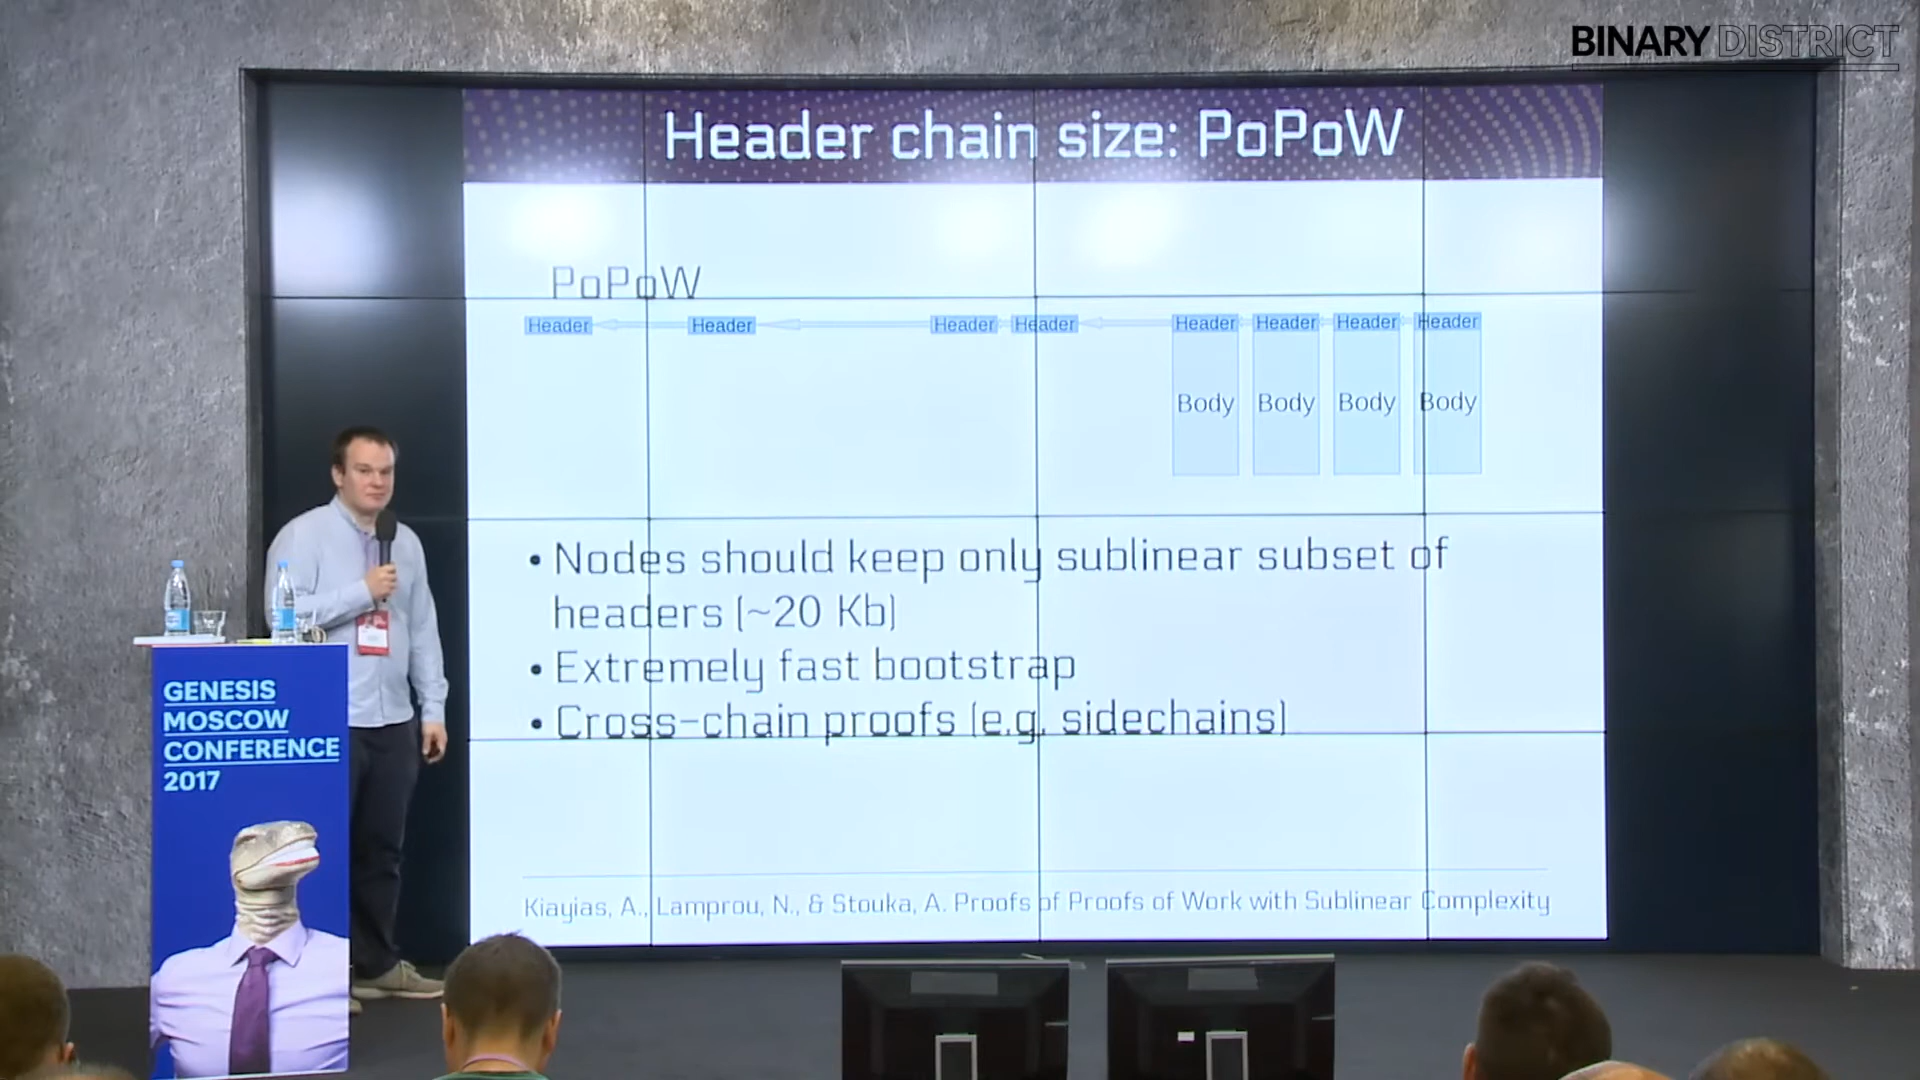 BINARY DISTRICT
Header chain size: PoPoW
PoPoW
Header Header Header Header Header Header Header Header
Body Body Body Body
• Nodes should keep only sublinear subset of
headers (~20 Kb)
• Extremely fast bootstrap
• Cross-chain proofs (e.g. sidechains)
Kiayias, A., Lamprou, N., & Stouka, A. Proofs of Proofs of Work with Sublinear Complexity
GENESIS
MOSCOW
CONFERENCE
2017